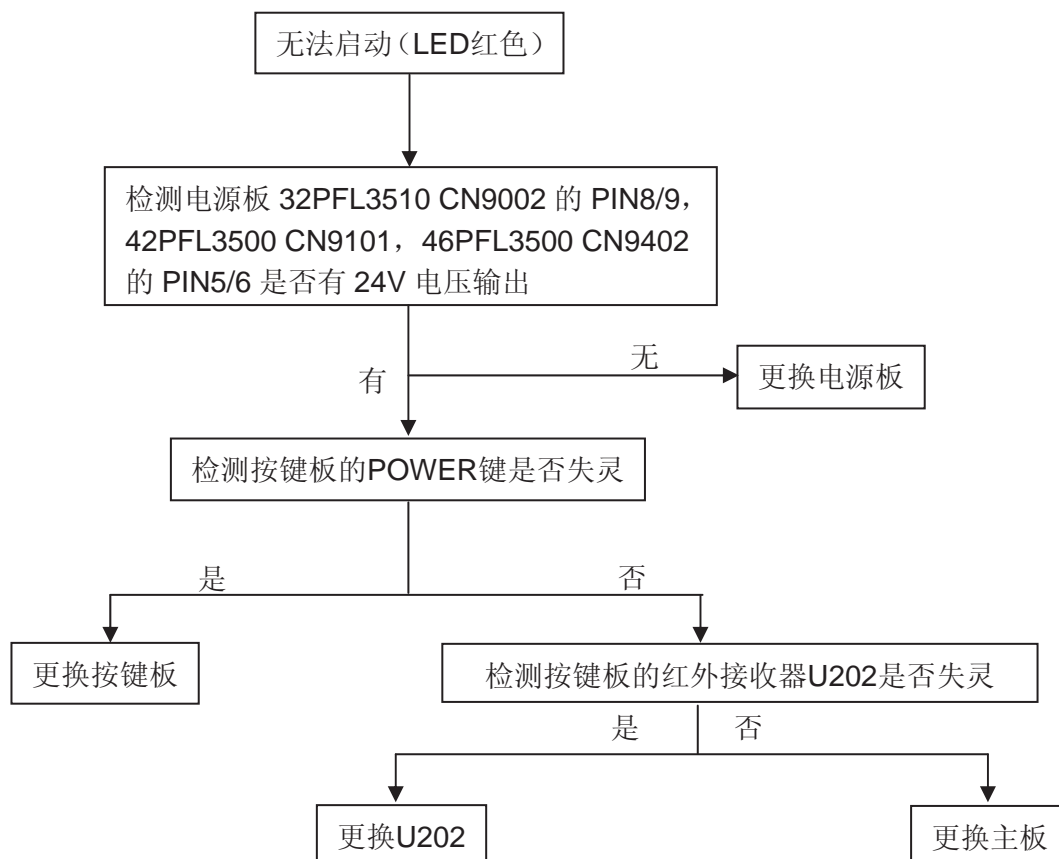 无法启动（LED红色）
检测电源板 32PFL3510 CN9002 的 PIN8/9，
42PFL3500 CN9101，46PFL3500 CN9402
的 PIN5/6 是否有 24V 电压输出
无
有
更换电源板
检测按键板的POWER键是否失灵
是
否
更换按键板
检测按键板的红外接收器U202是否失灵
是
否
更换U202
更换主板